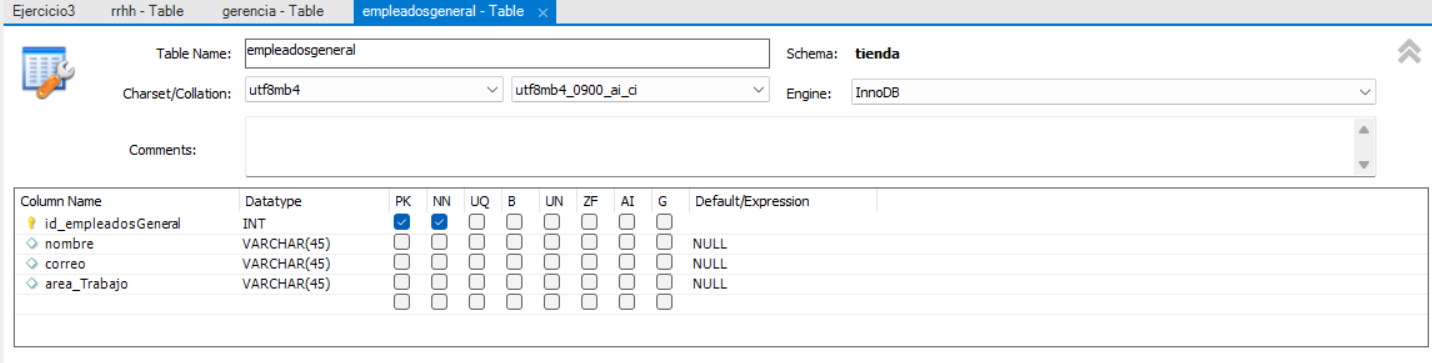 Ejercicio3 rrhh - Table gerencia - Table empleadosgeneral - Table ×
Table Name: empleadosgeneral Schema: tienda
Charset/Collation: utf8mb4 utf8mb4_0900_ai_ci Engine: InnoDB
Comments:
Column Name Datatype PK NN UQ B UN ZF AI G Default/Expression
id_empleadosGeneral INT
nombre VARCHAR(45) NULL
correo VARCHAR(45) NULL
area_Trabajo VARCHAR(45) NULL